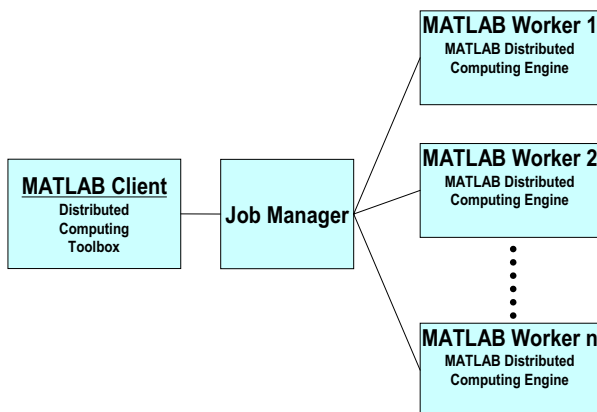 MATLAB Client
Distributed
Computing
Toolbox
Job Manager
MATLAB Worker 1
MATLAB Distributed
Computing Engine
MATLAB Worker 2
MATLAB Distributed
Computing Engine
MATLAB Worker n
MATLAB Distributed
Computing Engine